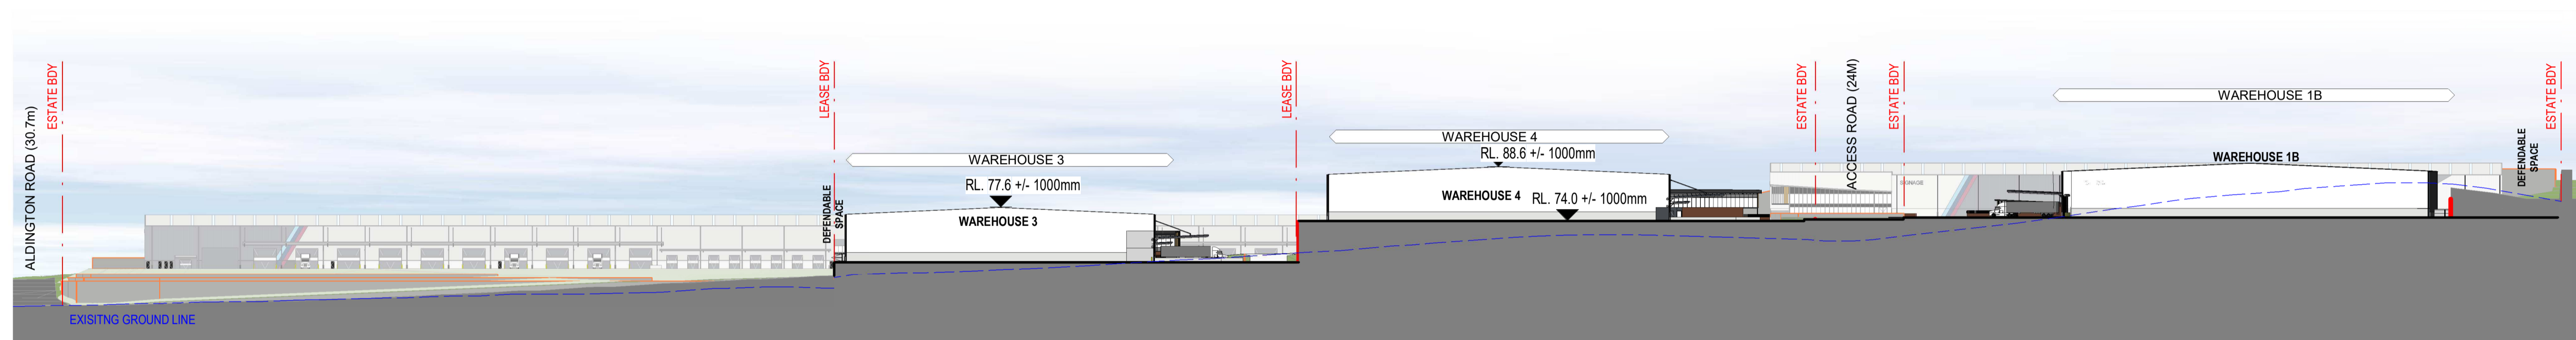 ALDINGTON ROAD (30.7m)
ESTATE BDY
EXISITNG GROUND LINE
LEASE BDY
DEFENDABLE
SPACE
WAREHOUSE 3
RL. 77.6 +/- 1000mm
WAREHOUSE 3
LEASE BDY
WAREHOUSE 4
RL. 88.6 +/- 1000mm
WAREHOUSE 4
RL. 74.0 +/- 1000mm
ESTATE BDY
ACCESS ROAD (24M)
ESTATE BDY
SIGNAGE
WAREHOUSE 1B
WAREHOUSE 1B
DEFENDABLE
SPACE
ESTATE BDY